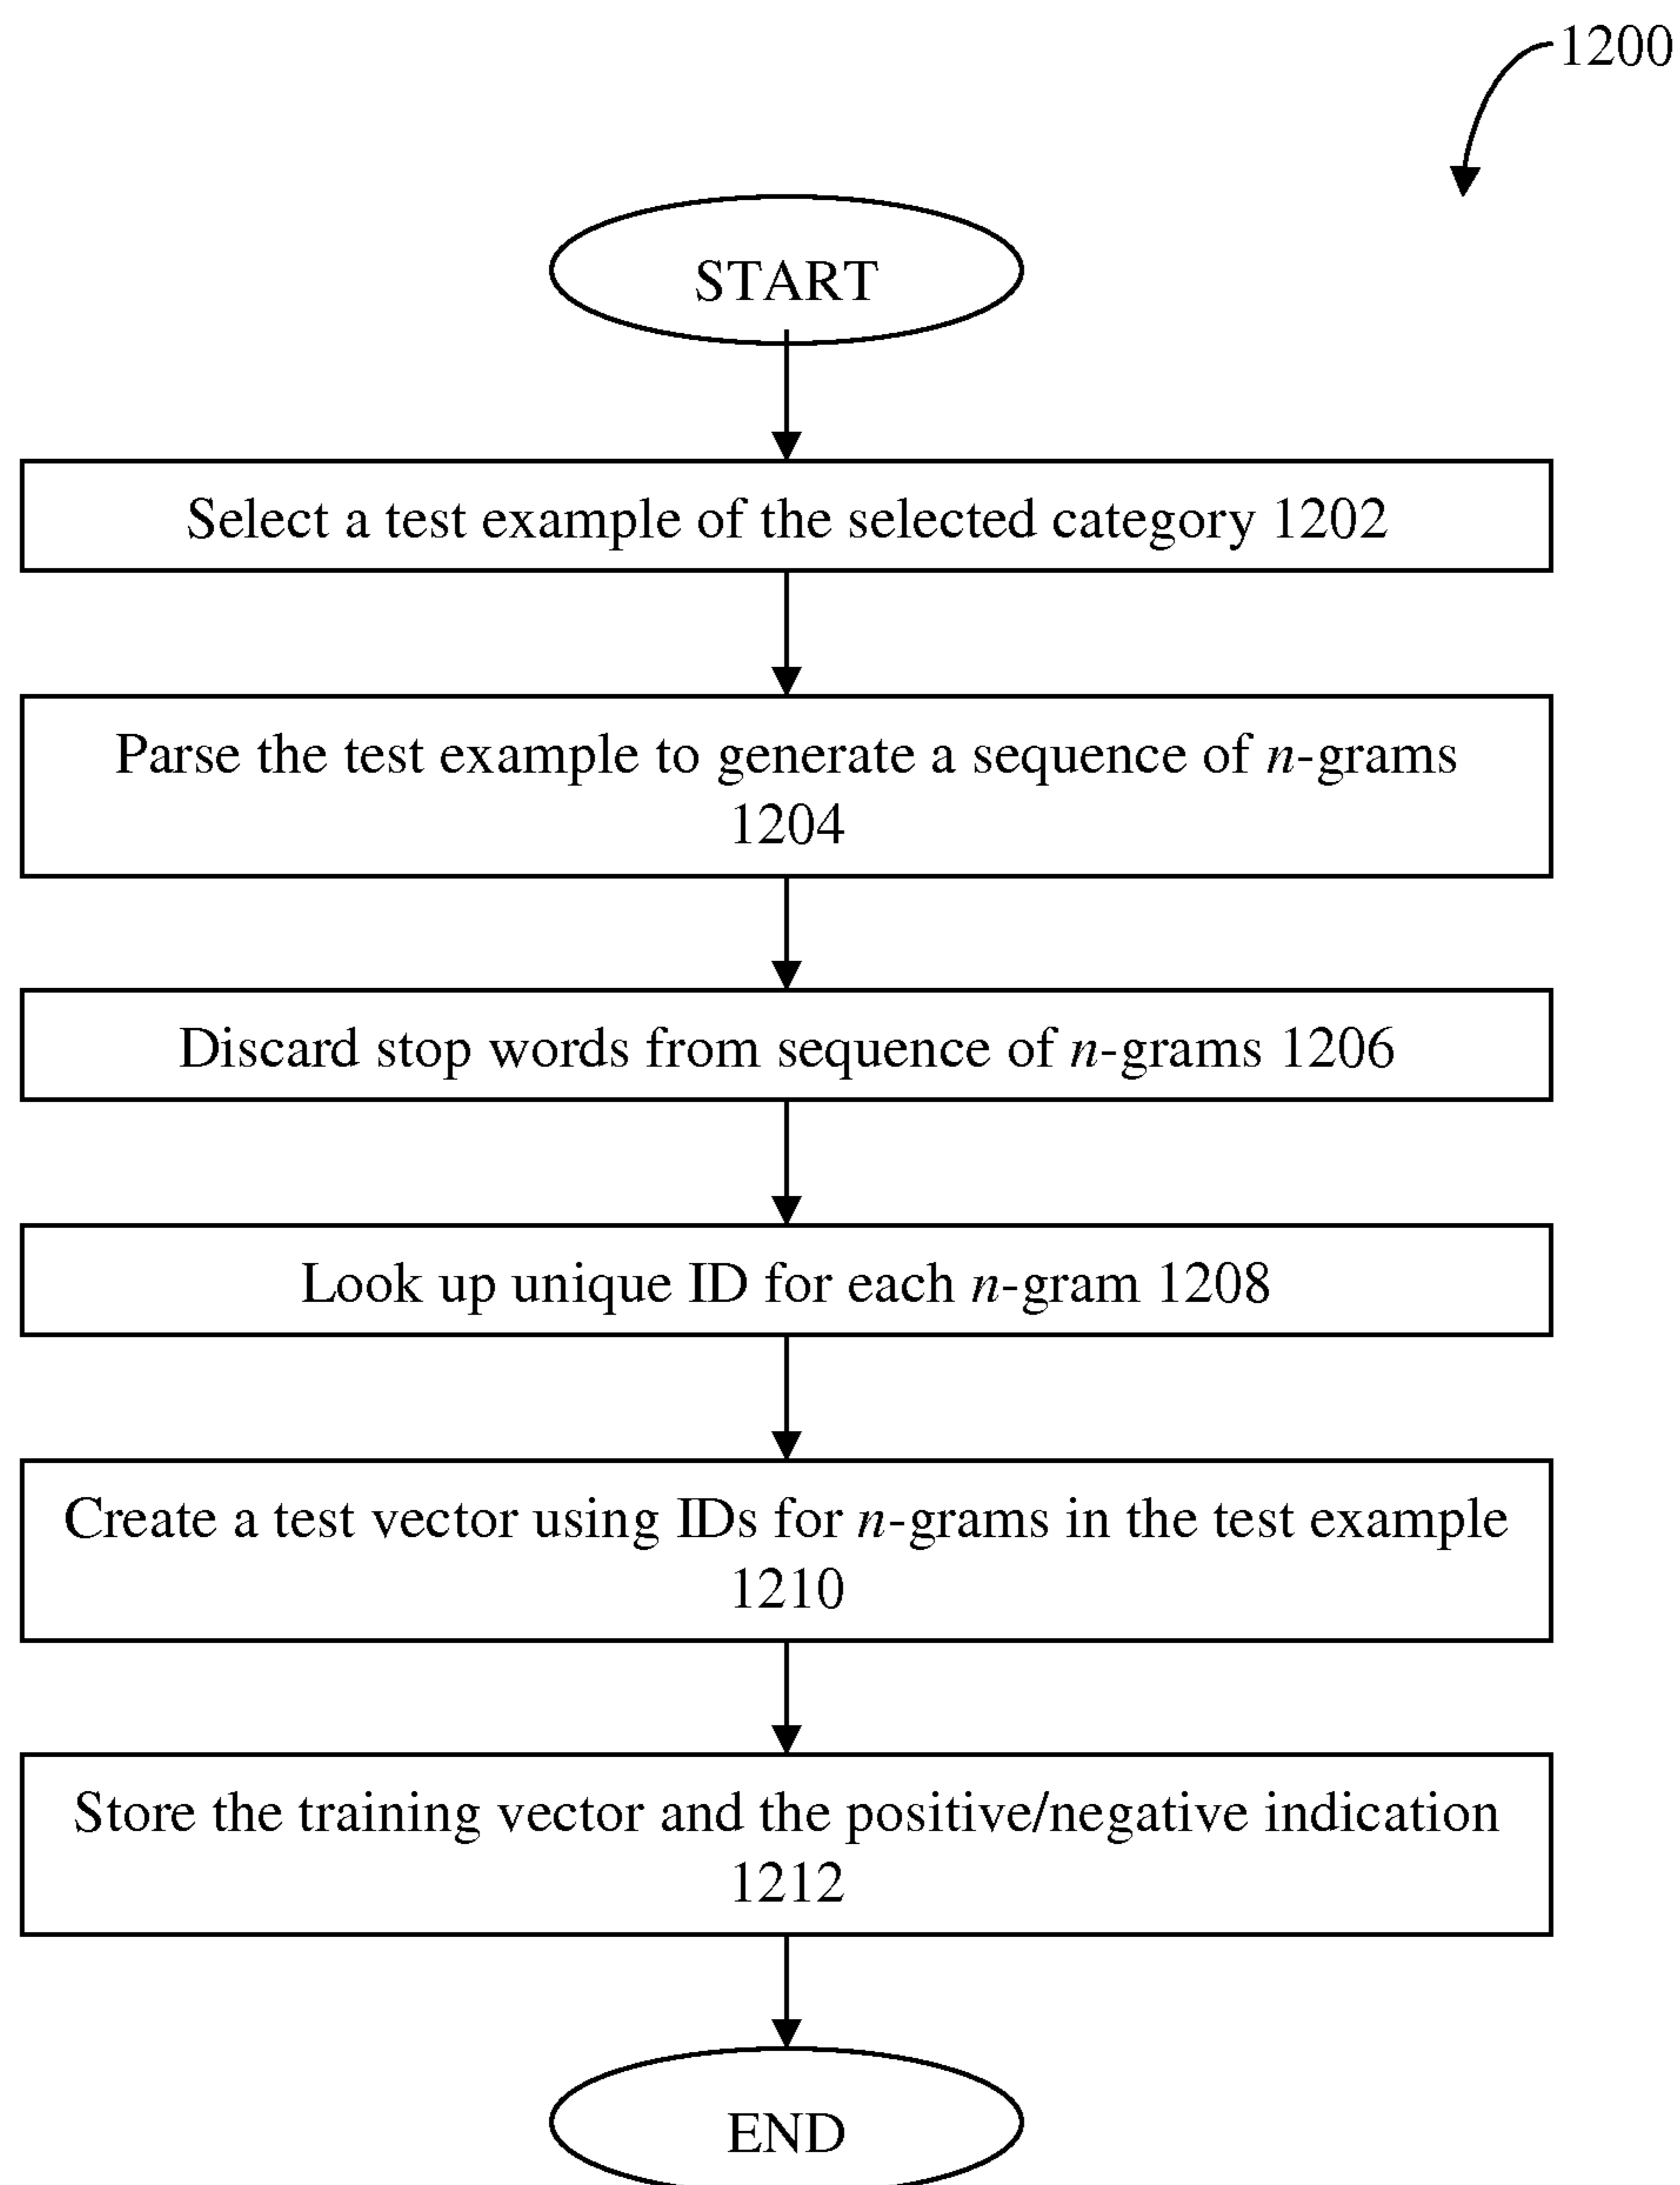 1200
START
Select a test example of the selected category 1202
Parse the test example to generate a sequence of n-grams
1204
Discard stop words from sequence of n-grams 1206
Look up unique ID for each n-gram 1208
Create a test vector using IDs for n-grams in the test example
1210
Store the training vector and the positive/negative indication
1212
END